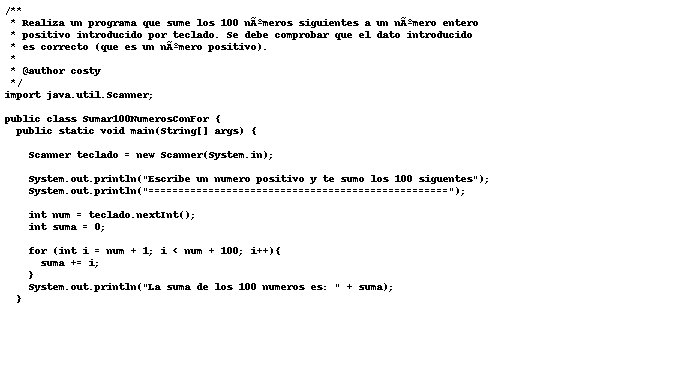 /**
 * Realiza un programa que sume los 100 nÃºmeros siguientes a un nÃºmero entero
 * positivo introducido por teclado. Se debe comprobar que el dato introducido
 * es correcto (que es un nÃºmero positivo).
 *
 * @author costy
 */
import java.util.Scanner;

public class Sumar100NumerosConFor {
  public static void main(String[] args) {

    Scanner teclado = new Scanner(System.in);

    System.out.println("Escribe un numero positivo y te sumo los 100 siguentes");
    System.out.println("==================================================");

    int num = teclado.nextInt();
    int suma = 0;

    for (int i = num + 1; i < num + 100; i++){
      suma += i;
    }
    System.out.println("La suma de los 100 numeros es: " + suma);
  }